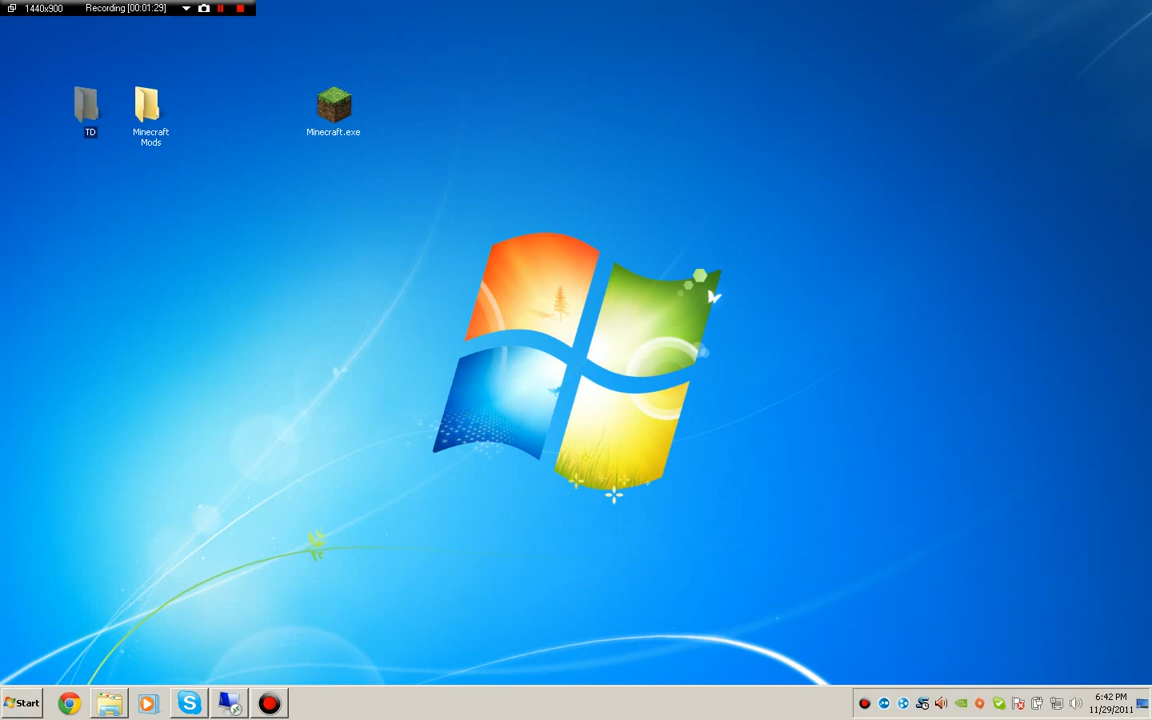 1440x900 Recording [00:01:29]
TD
Minecraft
Mods
Minecraft.exe
Start
6:42 PM
11/29/2011